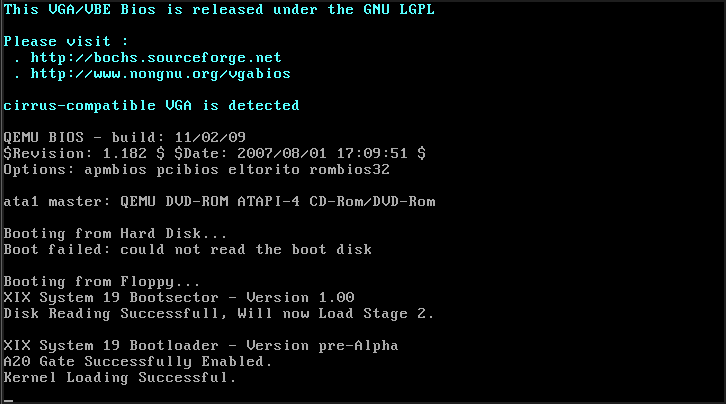 This VGA/VBE Bios is released under the GNU LGPL
Please visit :
. http://bochs.sourceforge.net
. http://www.nongnu.org/vgabios
cirrus-compatible VGA is detected
QEMU BIOS - build: 11/02/09
$Revision: 1.182 $ $Date: 2007/08/01 17:09:51 $
Options: apmbios pcibios eltorito rombios32
ata1 master: QEMU DVD-ROM ATAPI-4 CD-Rom/DVD-Rom
Booting from Hard Disk...
Boot failed: could not read the boot disk
Booting from Floppy...
XIX System 19 Bootsector - Version 1.00
Disk Reading Successfull, Will now Load Stage 2.
XIX System 19 Bootloader - Version pre-Alpha
A20 Gate Successfully Enabled.
Kernel Loading Successful.
_